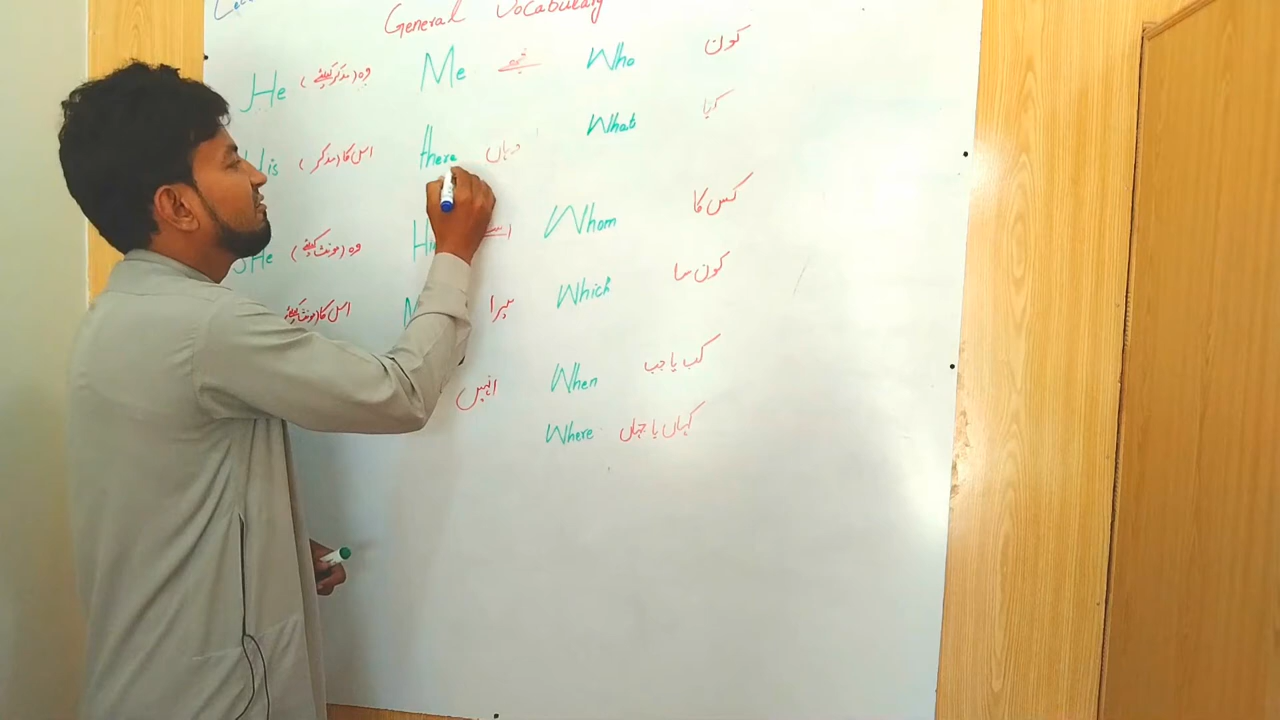 General Vocabulary
He وہ (مذکر کیلئے) Me مجھے Who کون
His اس کا (مذکر) there وہاں What کیا
SHe وہ (مونث کیلئے) اسے Whom کس کا
اس کا (مونث کیلئے) میرا Which کون سا
انہیں When کب یا جب
Where کہاں یا جہاں